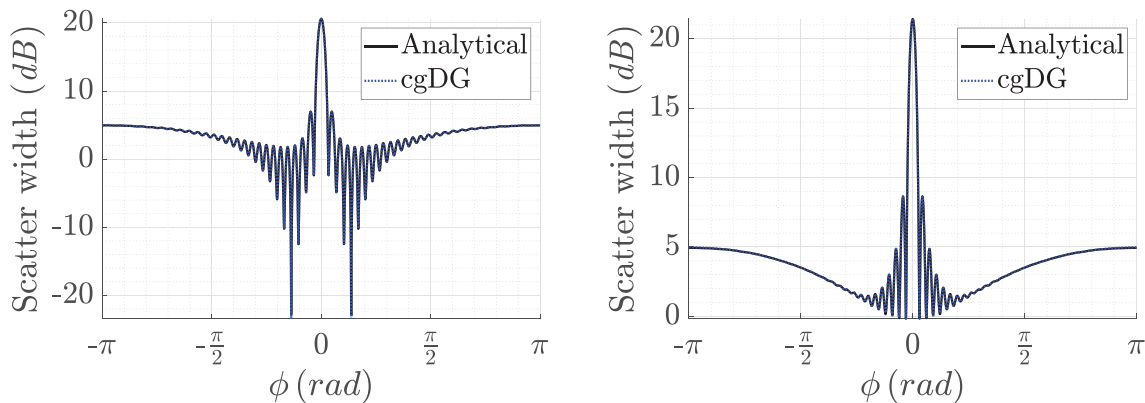 Scatter width (dB)
20
10
0
-10
-20
-π
-π/2
0
π/2
π
ϕ (rad)
Analytical
cgDG
Scatter width (dB)
20
15
10
5
0
-π
-π/2
0
π/2
π
ϕ (rad)
Analytical
cgDG